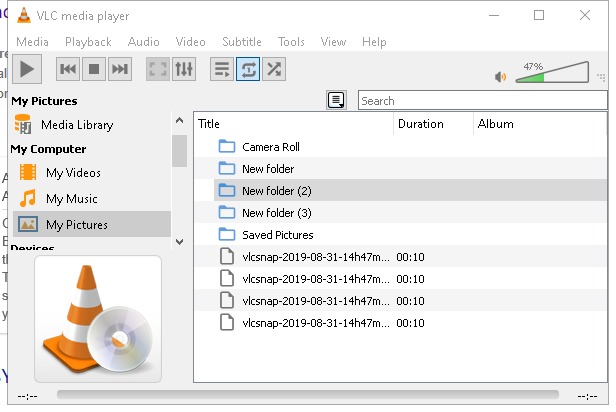 VLC media player
Media Playback Audio Video Subtitle Tools View Help
47%
My Pictures
Search
Media Library
Title Duration Album
My Computer
Camera Roll
My Videos
New folder
My Music
New folder (2)
My Pictures
New folder (3)
Devices
Saved Pictures
vlcsnap-2019-08-31-14h47m... 00:10
vlcsnap-2019-08-31-14h47m... 00:10
vlcsnap-2019-08-31-14h47m... 00:10
vlcsnap-2019-08-31-14h47m... 00:10
--:-- --:--